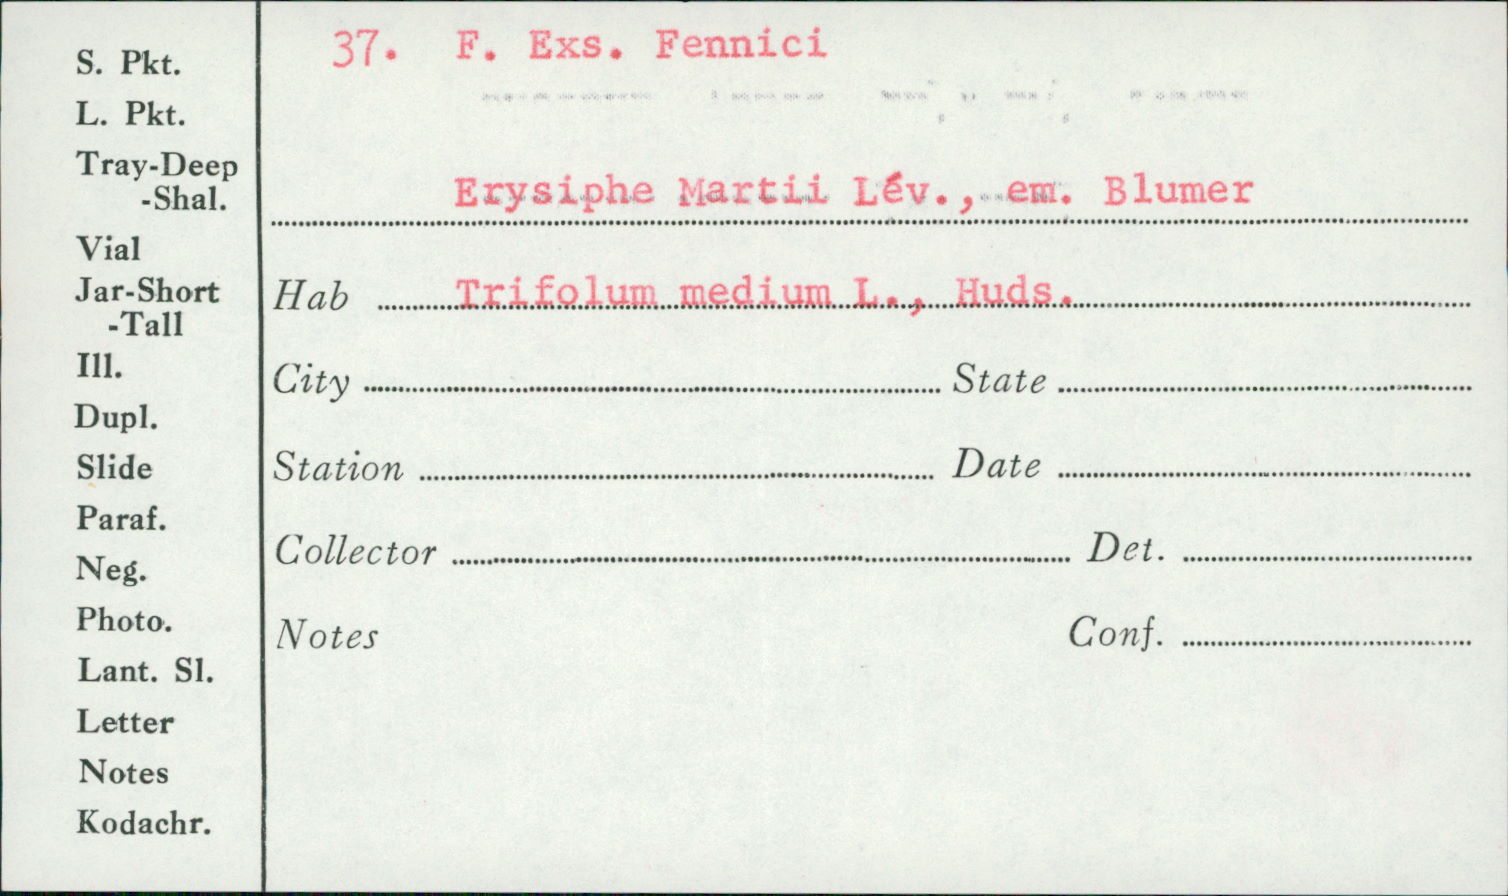 37. F. Exs. Fennici
Erysiphe Martii Lév., em. Blumer
Hab Trifolum medium L., Huds.
City State
Station Date
Collector Det.
Notes Conf.
S. Pkt.
L. Pkt.
Tray-Deep
-Shal.
Vial
Jar-Short
-Tall
Ill.
Dupl.
Slide
Paraf.
Neg.
Photo.
Lant. Sl.
Letter
Notes
Kodachr.